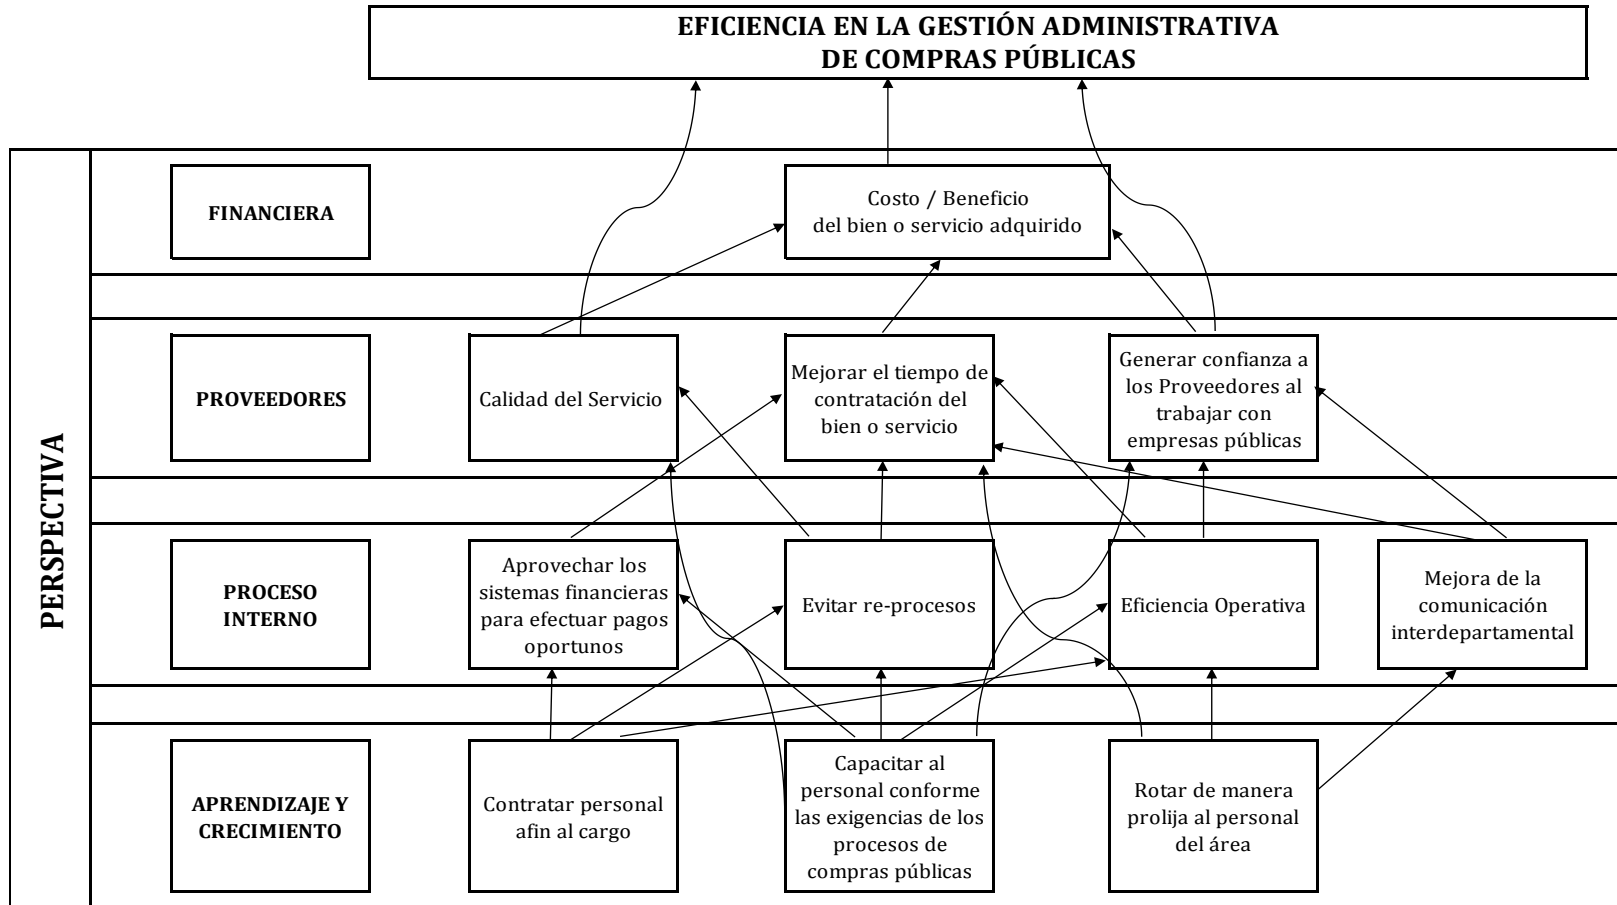 EFICIENCIA EN LA GESTIÓN ADMINISTRATIVA
DE COMPRAS PÚBLICAS
PERSPECTIVA
FINANCIERA
Costo / Beneficio
del bien o servicio adquirido
PROVEEDORES
Calidad del Servicio
Mejorar el tiempo de
contratación del
bien o servicio
Generar confianza a
los Proveedores al
trabajar con
empresas públicas
PROCESO
INTERNO
Aprovechar los
sistemas financieras
para efectuar pagos
oportunos
Evitar re-procesos
Eficiencia Operativa
Mejora de la
comunicación
interdepartamental
APRENDIZAJE Y
CRECIMIENTO
Contratar personal
afin al cargo
Capacitar al
personal conforme
las exigencias de los
procesos de
compras públicas
Rotar de manera
prolija al personal
del área